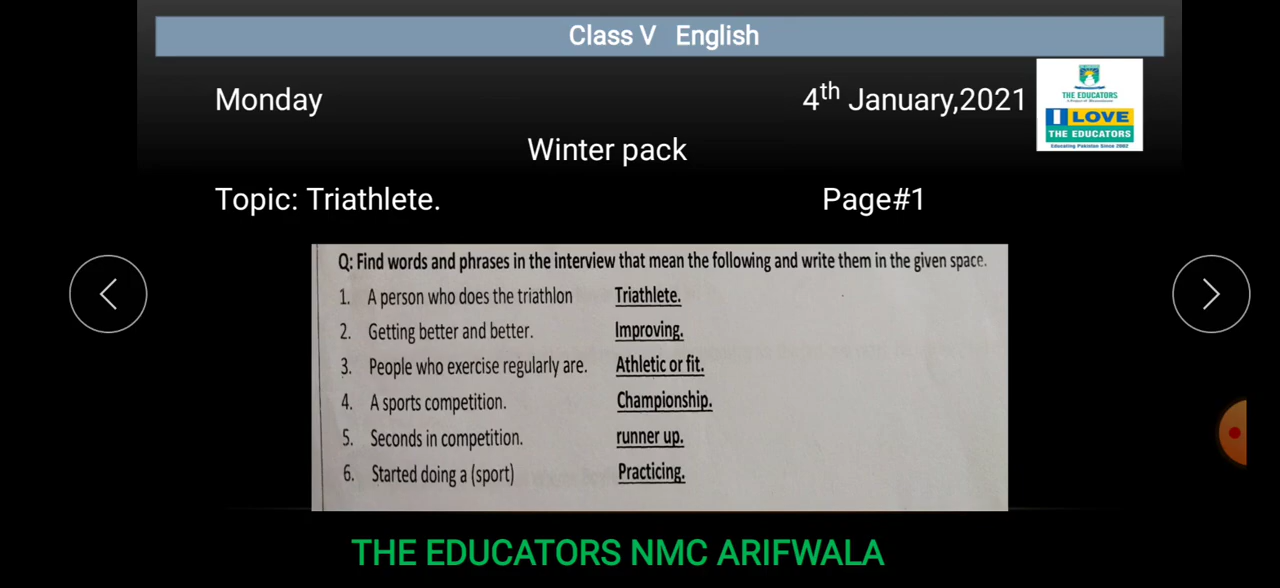 Class V English
Monday
4th January,2021
THE EDUCATORS
I LOVE
THE EDUCATORS
Educating Pakistan Since 2002
Winter pack
Topic: Triathlete.
Page#1
Q: Find words and phrases in the interview that mean the following and write them in the given space.
1. A person who does the triathlon Triathlete.
2. Getting better and better. Improving.
3. People who exercise regularly are. Athletic or fit.
4. A sports competition. Championship.
5. Seconds in competition. runner up.
6. Started doing a (sport) Practicing.
THE EDUCATORS NMC ARIFWALA